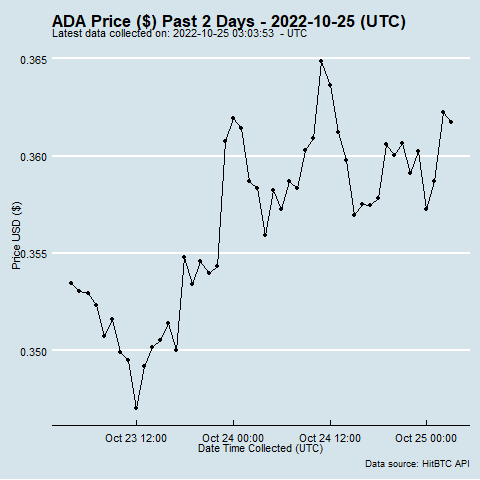 ADA Price ($) Past 2 Days - 2022-10-25 (UTC)
Latest data collected on: 2022-10-25 03:03:53 - UTC
0.365
0.360
0.355
0.350
Price USD ($)
Oct 23 12:00 Oct 24 00:00 Oct 24 12:00 Oct 25 00:00
Date Time Collected (UTC)
Data source: HitBTC API